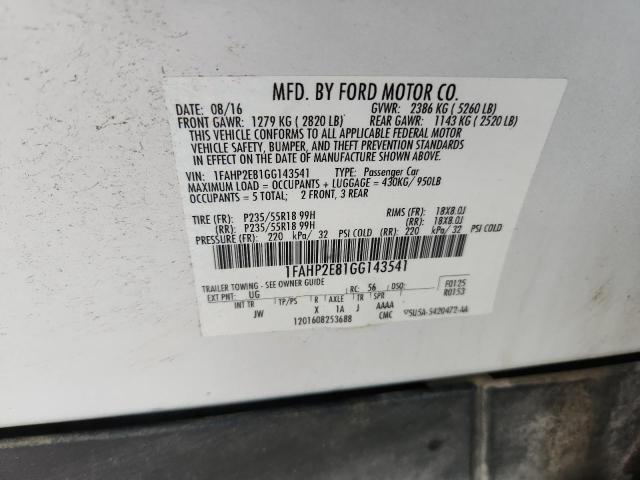 MFD. BY FORD MOTOR CO.
DATE: 08/16 GVWR: 2386 KG ( 5260 LB)
FRONT GAWR: 1279 KG ( 2820 LB) REAR GAWR: 1143 KG ( 2520 LB)
THIS VEHICLE CONFORMS TO ALL APPLICABLE FEDERAL MOTOR
VEHICLE SAFETY, BUMPER, AND THEFT PREVENTION STANDARDS
IN EFFECT ON THE DATE OF MANUFACTURE SHOWN ABOVE.
VIN: 1FAHP2E81GG143541 TYPE: Passenger Car
MAXIMUM LOAD = OCCUPANTS + LUGGAGE = 430KG/ 950LB
OCCUPANTS = 5 TOTAL; 2 FRONT, 3 REAR
TIRE (FR): P235/55R18 99H RIMS (FR): 18X8.0J
(RR): P235/55R18 99H (RR): 18X8.0J
PRESSURE (FR): 220 kPa/ 32 PSI COLD (RR): 220 kPa/ 32 PSI COLD
1FAHP2E81GG143541
TRAILER TOWING - SEE OWNER GUIDE
EXT PNT: UG RC: 56 DSO: F0125
R0153
INT TR TP/PS R AXLE TR SPR
JW X 1A J AAAA
1201608253688 CMC 5U5A-5420472-AA